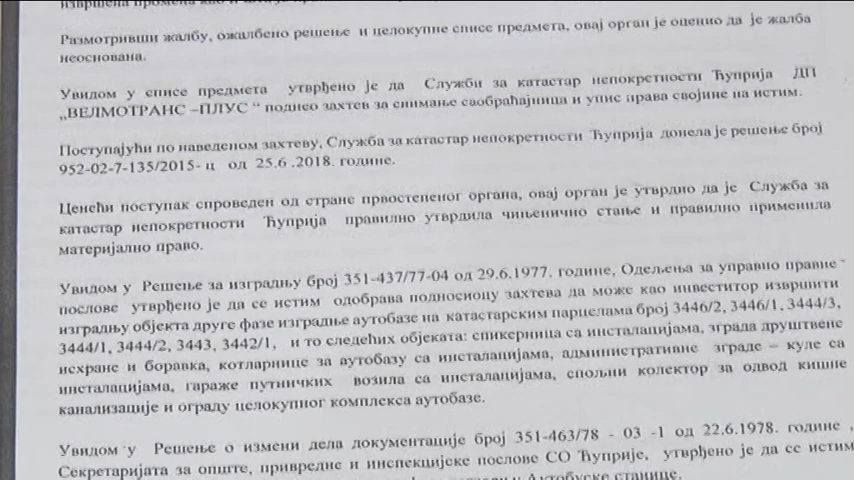 Размотривши жалбу, ожалбено решење и целокупне списе предмета, овај орган је оценио да је жалба
неоснована.
Увидом у списе предмета утврђено је да Служби за катастар непокретности Ћуприја ДП
„ВЕЛМОТРАНС –ПЛУС “ поднео захтев за снимање саобраћајница и упис права својине на истим.
Поступајући по наведеном захтеву, Служба за катастар непокретности Ћуприја донела је решење број
952-02-7-135/2015- ц од 25.6 .2018. године.
Ценећи поступак спроведен од стране првостепеног органа, овај орган је утврдио да је Служба за
катастар непокретности Ћуприја правилно утврдила чињенично стање и правилно применила
материјално право.
Увидом у Решење за изградњу број 351-437/77-04 од 29.6.1977. године, Одељења за управно правне
послове утврђено је да се истим одобрава подносиоцу захтева да може као инвеститор извршити
изградњу објекта друге фазе изградње аутобазе на катастарским парцелама број 3446/2, 3446/1, 3444/3,
3444/1, 3444/2, 3443, 3442/1, и то следећих објеката: спикерница са инсталацијама, зграда друштвене
исхране и боравка, котларнице за аутобазу са инсталацијама, административне зграде – куле са
инсталацијама, гараже путничких возила са инсталацијама, спољни колектор за одвод кишне
канализације и ограду целокупног комплекса аутобазе.
Увидом у Решење о измени дела документације број 351-463/78 - 03 -1 од 22.6.1978. године ,
Секретаријата за опште, привредне и инспекцијске послове СО Ћуприје, утврђено је да се истим
Аутобуске станице.